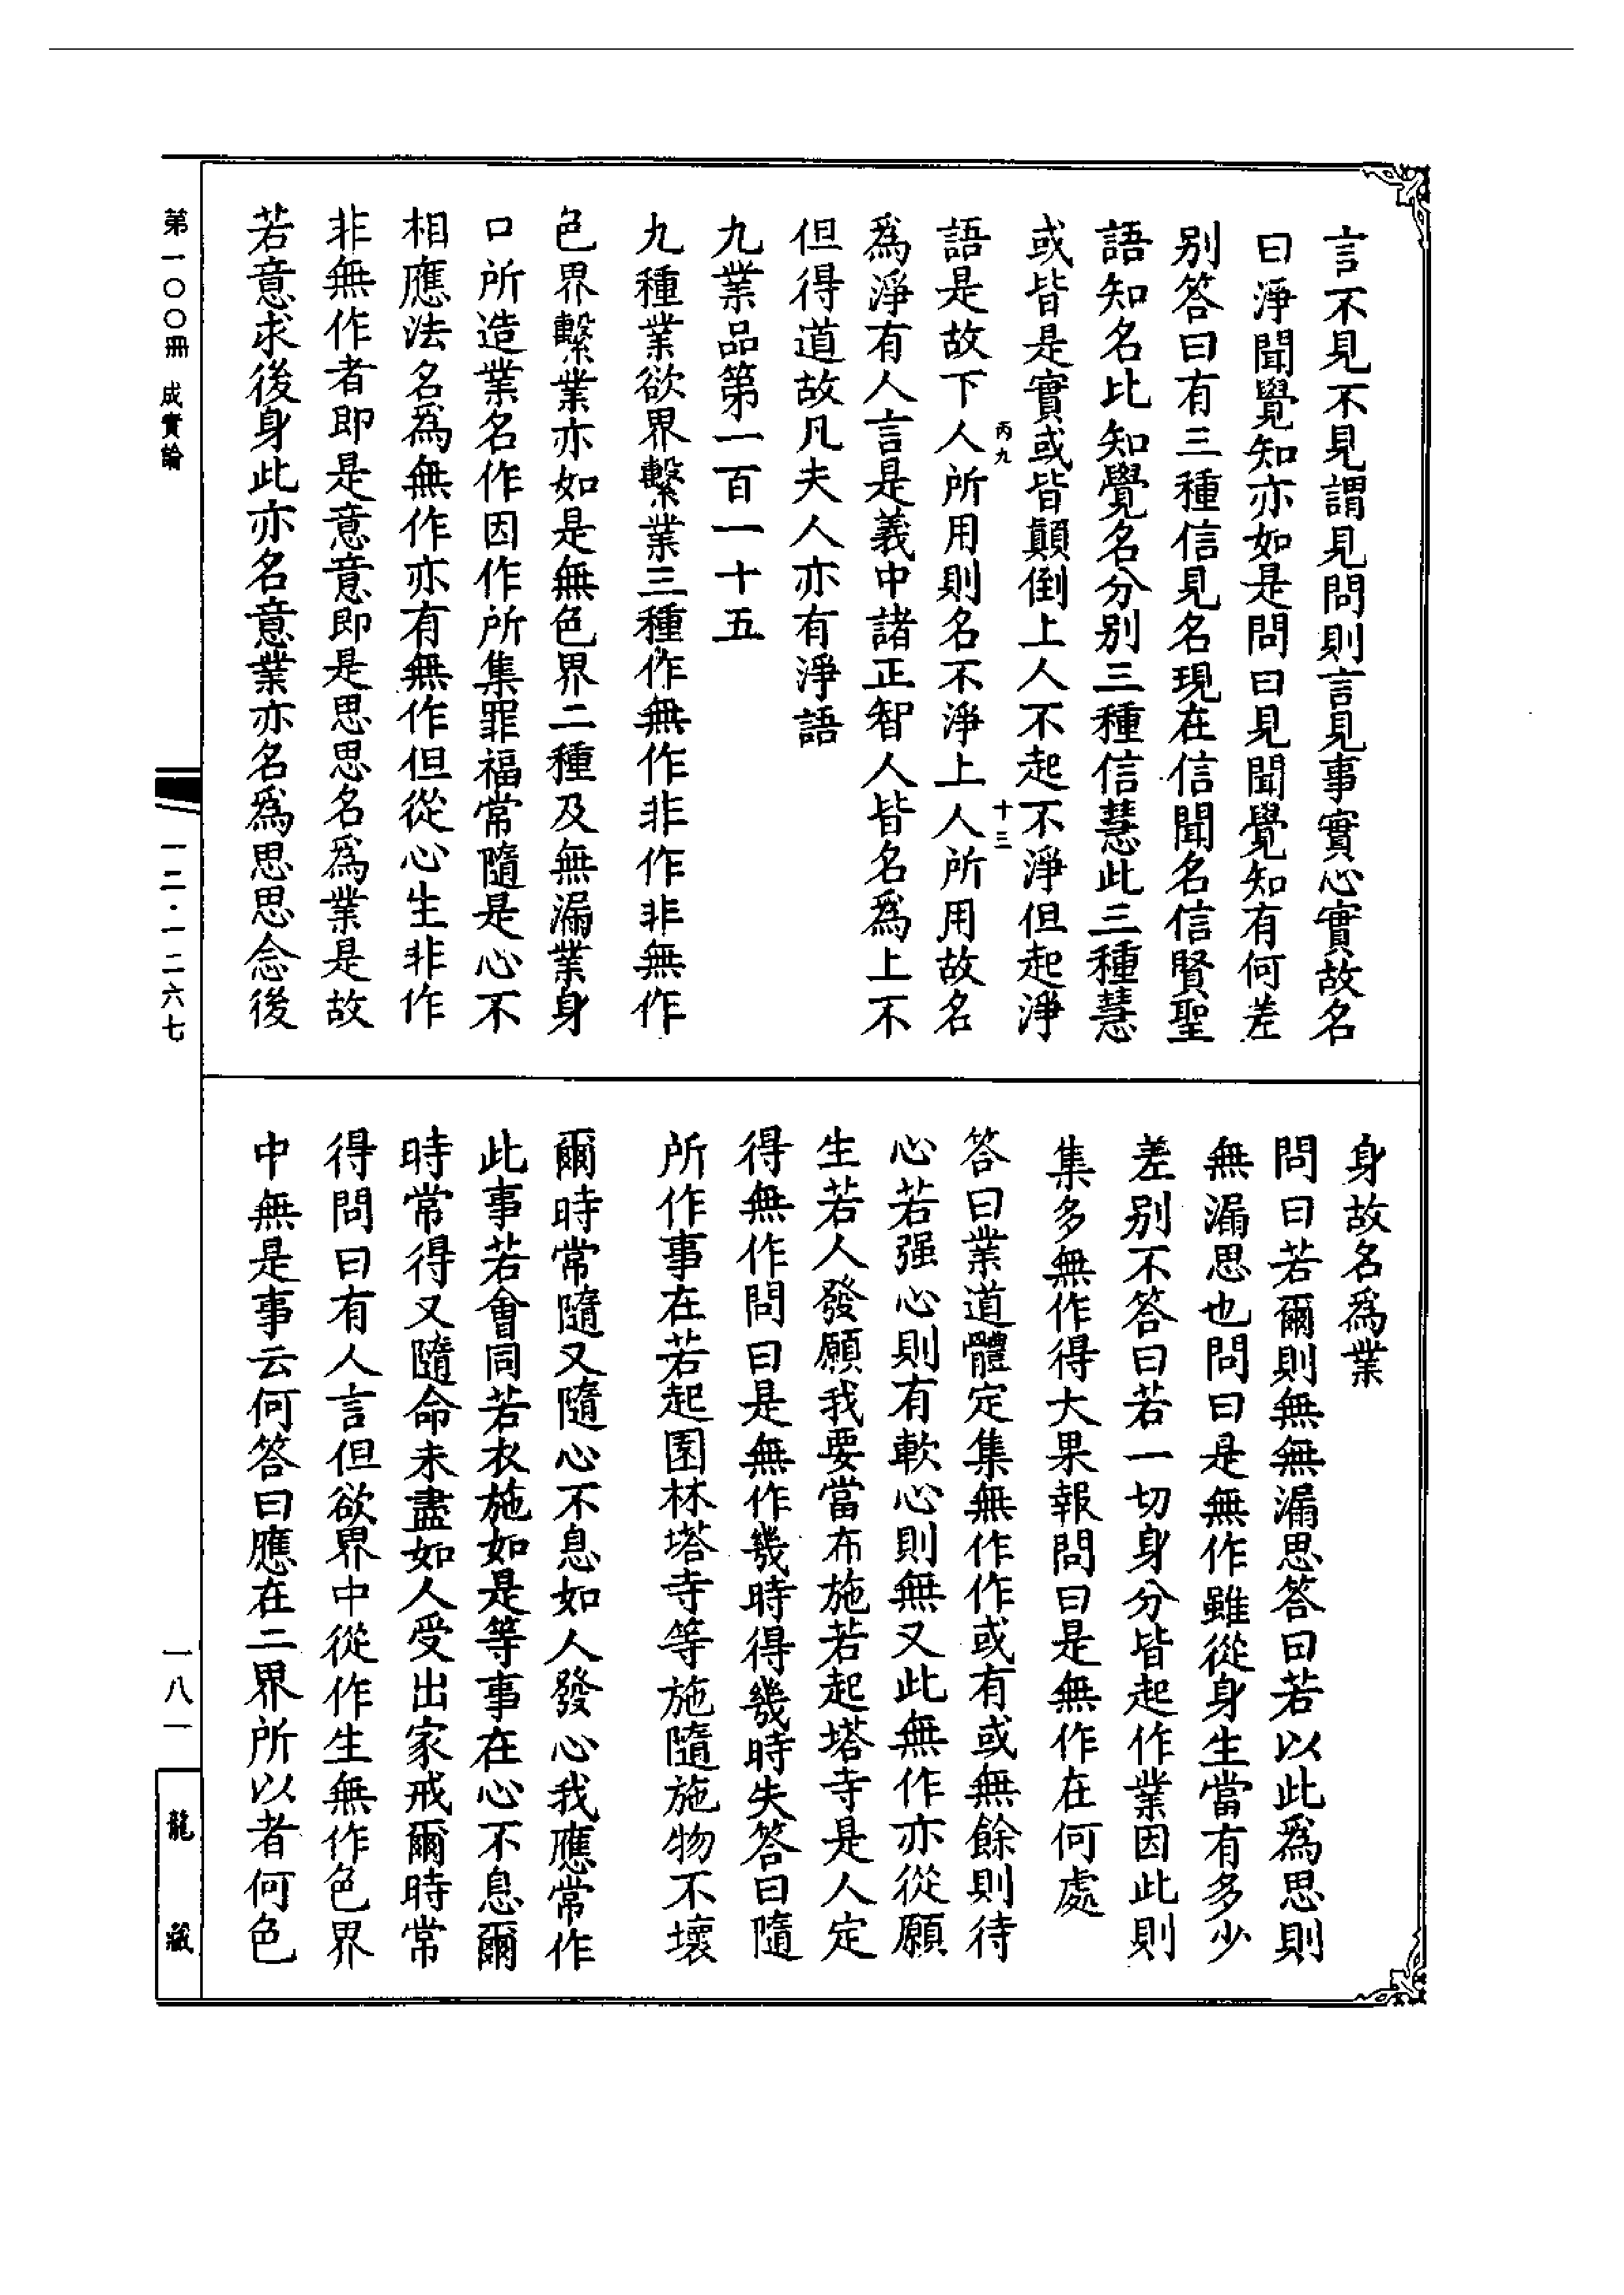 言不見不見謂見問則言見事實心實故名
曰淨聞覺知亦如是問曰見聞覺知有何差
別答曰有三種信見名現在信聞名信賢聖
語知名比知覺名分別三種信慧此三種慧
或皆是實或皆顛倒上人不起不淨但起淨
丙九
十三
語是故下人所用則名不淨上人所用故名
為淨有人言是義中諸正智人皆名為上不
但得道故凡夫人亦有淨語
九業品第一百一十五
九種業欲界繫業三種作無作非作非無作
色界繫業亦如是無色界二種及無漏業身
口所造業名作因作所集罪福常隨是心不
相應法名為無作亦有無作但從心生非作
非無作者即是意意即是思思名為業是故
若意求後身此亦名意業亦名為思思念後
身故名為業
問曰若爾則無無漏思答曰若以此為思則
無漏思也問曰是無作雖從身生當有多少
差別不答曰若一切身分皆起作業因此則
集多無作得大果報問曰是無作在何處
答曰業道體定集無作作或有或無餘則待
心若强心則有軟心則無又此無作亦從願
生若人發願我要當布施若起塔寺是人定
得無作問曰是無作幾時得幾時失答曰隨
所作事在若起園林塔寺等施隨施物不壞
爾時常隨又隨心不息如人發心我應常作
此事若會同若衣施如是等事在心不息爾
時常得又隨命未盡如人受出家戒爾時常
得問曰有人言但欲界中從作生無作色界
中無是事云何答曰應在二界所以者何色
第一〇〇冊 成實論
一二·一二六七
一八一
龍藏